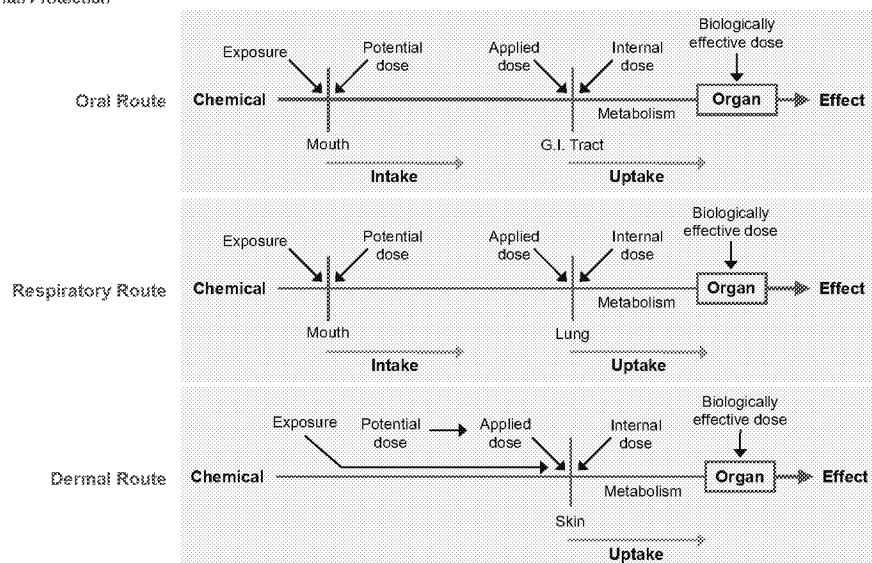 Exposure
Potential
dose
Applied
dose
Internal
dose
Biologically
effective dose
Oral Route
Chemical
Organ
Effect
Metabolism
Mouth
G.I. Tract
Intake
Uptake
Exposure
Potential
dose
Applied
dose
Internal
dose
Biologically
effective dose
Respiratory Route
Chemical
Organ
Effect
Metabolism
Mouth
Lung
Intake
Uptake
Exposure
Potential
dose
Applied
dose
Internal
dose
Biologically
effective dose
Dermal Route
Chemical
Organ
Effect
Metabolism
Skin
Uptake